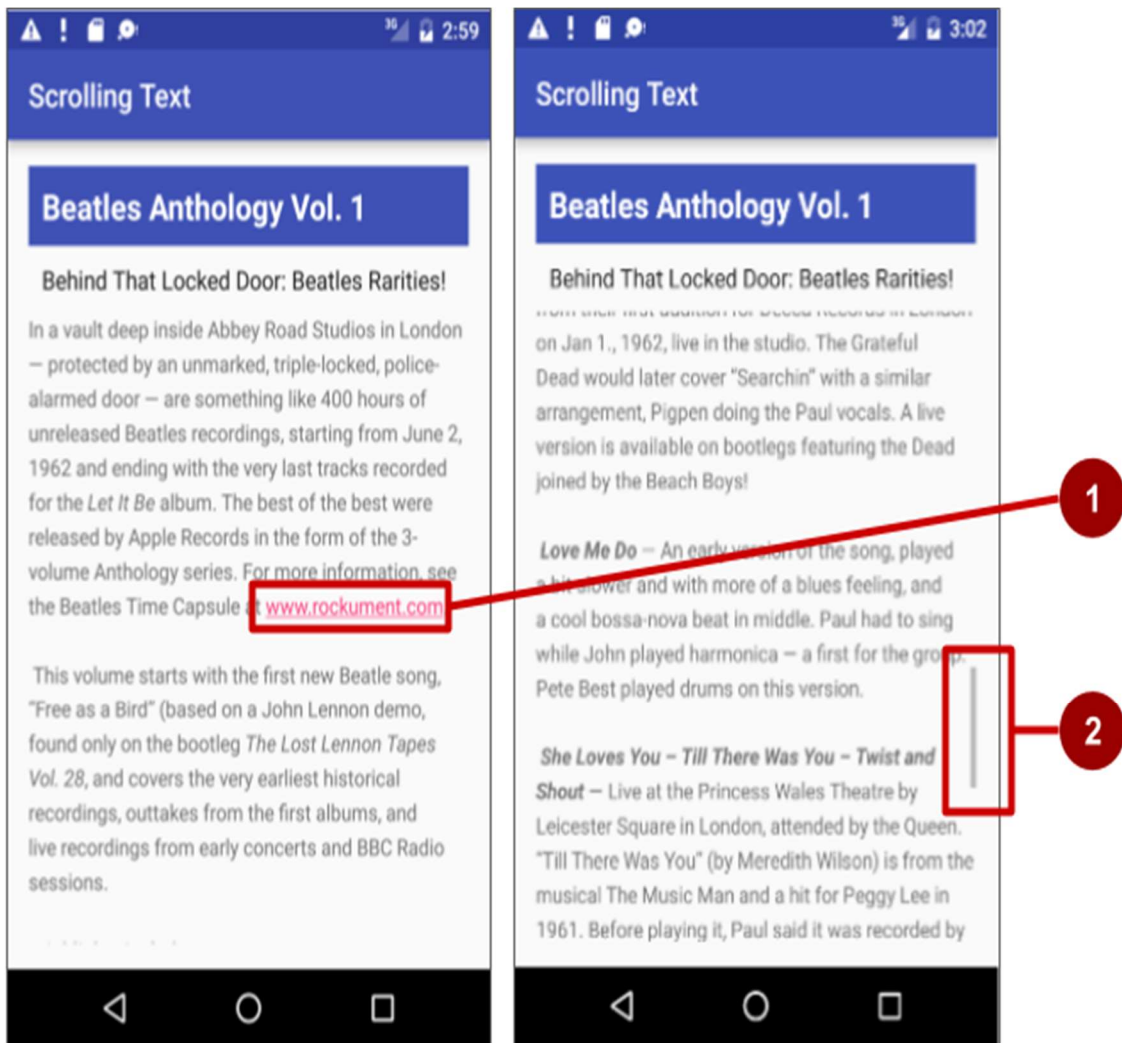 2:59
Scrolling Text
Beatles Anthology Vol. 1
Behind That Locked Door: Beatles Rarities!
In a vault deep inside Abbey Road Studios in London
— protected by an unmarked, triple-locked, police-
alarmed door — are something like 400 hours of
unreleased Beatles recordings, starting from June 2,
1962 and ending with the very last tracks recorded
for the Let It Be album. The best of the best were
released by Apple Records in the form of the 3-
volume Anthology series. For more information, see
the Beatles Time Capsule at www.rockument.com
This volume starts with the first new Beatle song,
“Free as a Bird” (based on a John Lennon demo,
found only on the bootleg The Lost Lennon Tapes
Vol. 28, and covers the very earliest historical
recordings, outtakes from the first albums, and
live recordings from early concerts and BBC Radio
sessions.
3G 3:02
Scrolling Text
Beatles Anthology Vol. 1
Behind That Locked Door: Beatles Rarities!
from their first audition for Decca Records in London
on Jan 1., 1962, live in the studio. The Grateful
Dead would later cover “Searchin” with a similar
arrangement, Pigpen doing the Paul vocals. A live
version is available on bootlegs featuring the Dead
joined by the Beach Boys!
Love Me Do — An early version of the song, played
a bit slower and with more of a blues feeling, and
a cool bossa-nova beat in middle. Paul had to sing
while John played harmonica — a first for the group.
Pete Best played drums on this version.
She Loves You – Till There Was You – Twist and
Shout — Live at the Princess Wales Theatre by
Leicester Square in London, attended by the Queen.
“Till There Was You” (by Meredith Wilson) is from the
musical The Music Man and a hit for Peggy Lee in
1961. Before playing it, Paul said it was recorded by
1
2